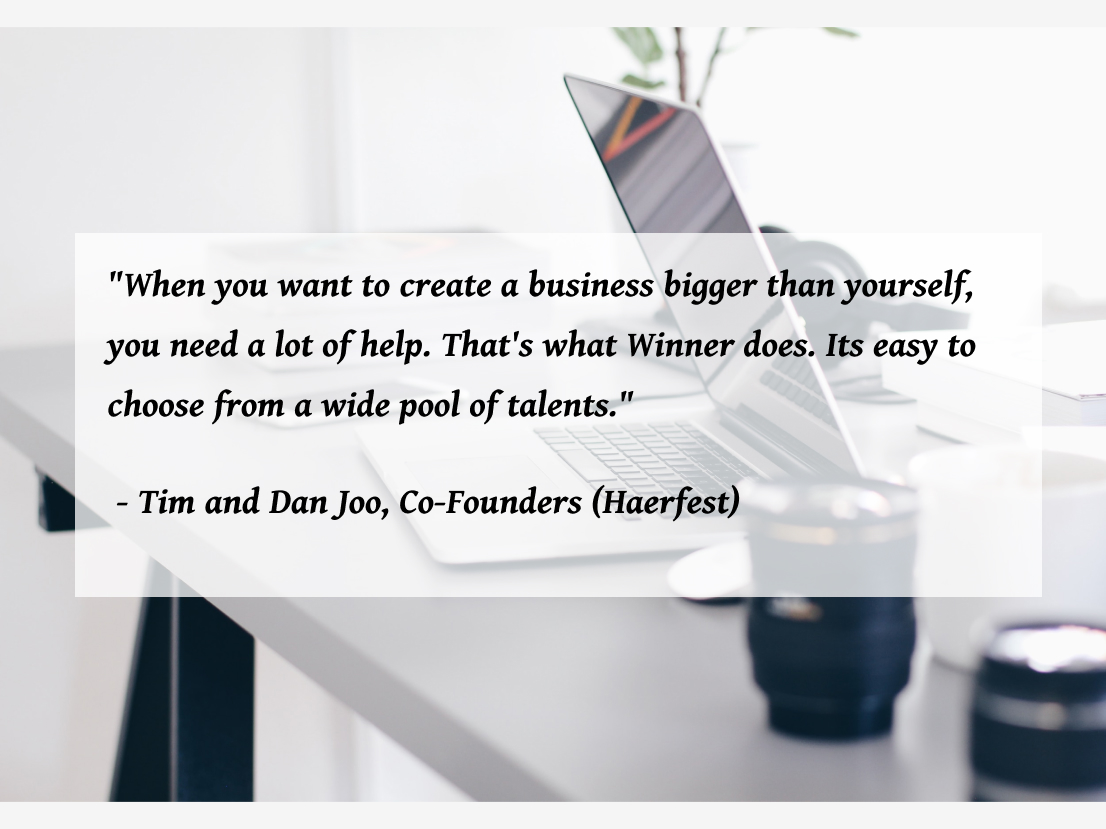 "When you want to create a business bigger than yourself,
you need a lot of help. That's what Winner does. Its easy to
choose from a wide pool of talents."
- Tim and Dan Joo, Co-Founders (Haerfest)